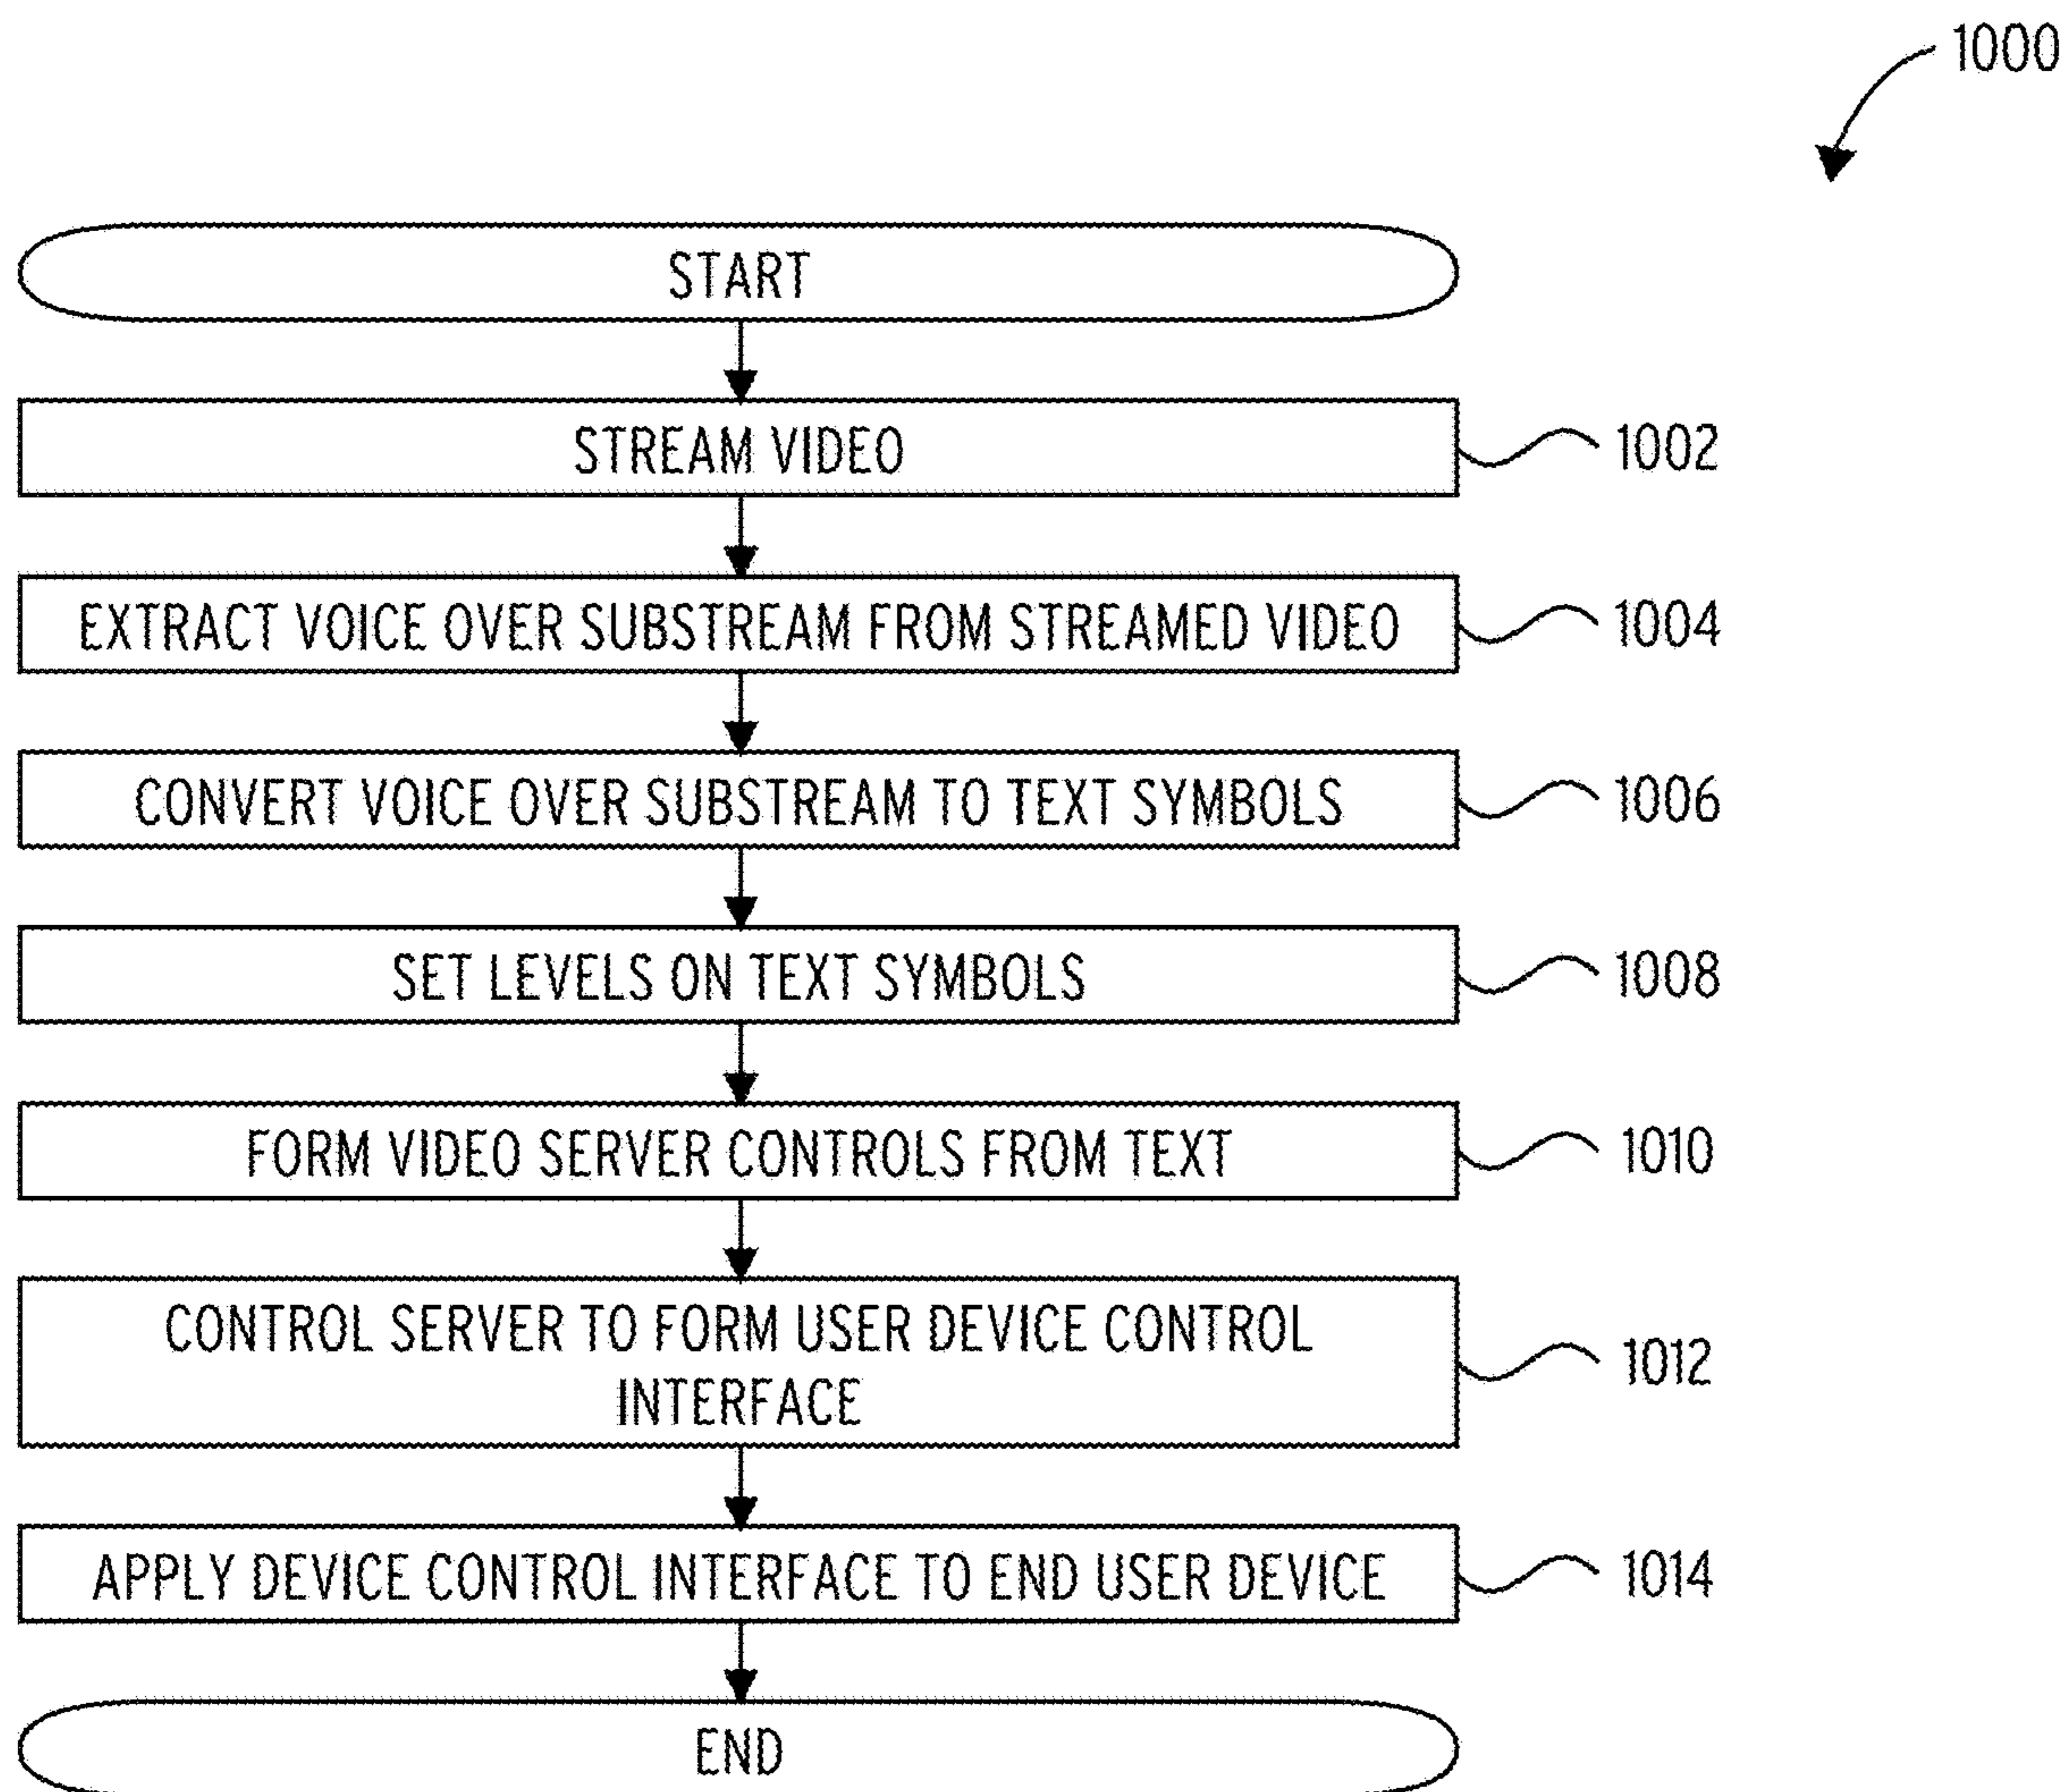 1000
START
STREAM VIDEO
1002
EXTRACT VOICE OVER SUBSTREAM FROM STREAMED VIDEO
1004
CONVERT VOICE OVER SUBSTREAM TO TEXT SYMBOLS
1006
SET LEVELS ON TEXT SYMBOLS
1008
FORM VIDEO SERVER CONTROLS FROM TEXT
1010
CONTROL SERVER TO FORM USER DEVICE CONTROL
INTERFACE
1012
APPLY DEVICE CONTROL INTERFACE TO END USER DEVICE
1014
END